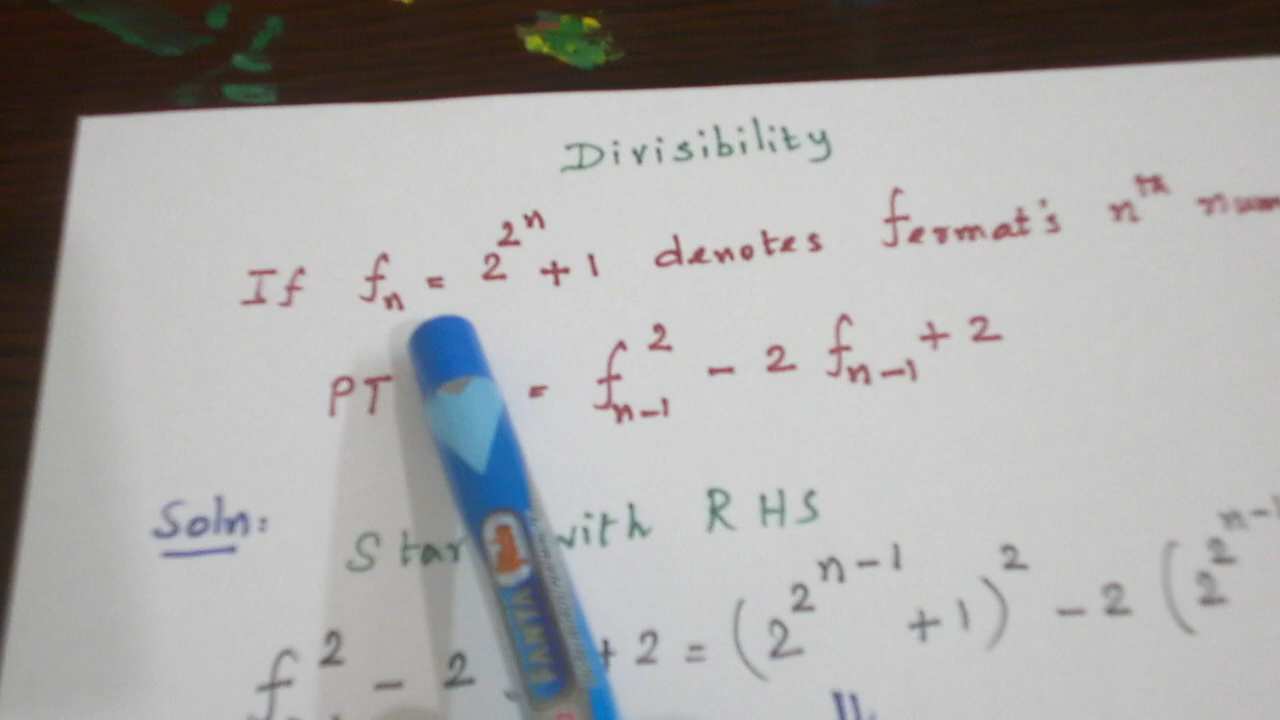 Divisibility
If fₙ = 2^2^n + 1 denotes fermat's nᵗʰ
PT = f²ₙ₋₁ - 2 fₙ₋₁ + 2
Soln:
Star with RHS
f² - 2 + 2 = (2^2^n-1 + 1)² - 2 (2^2^n-1